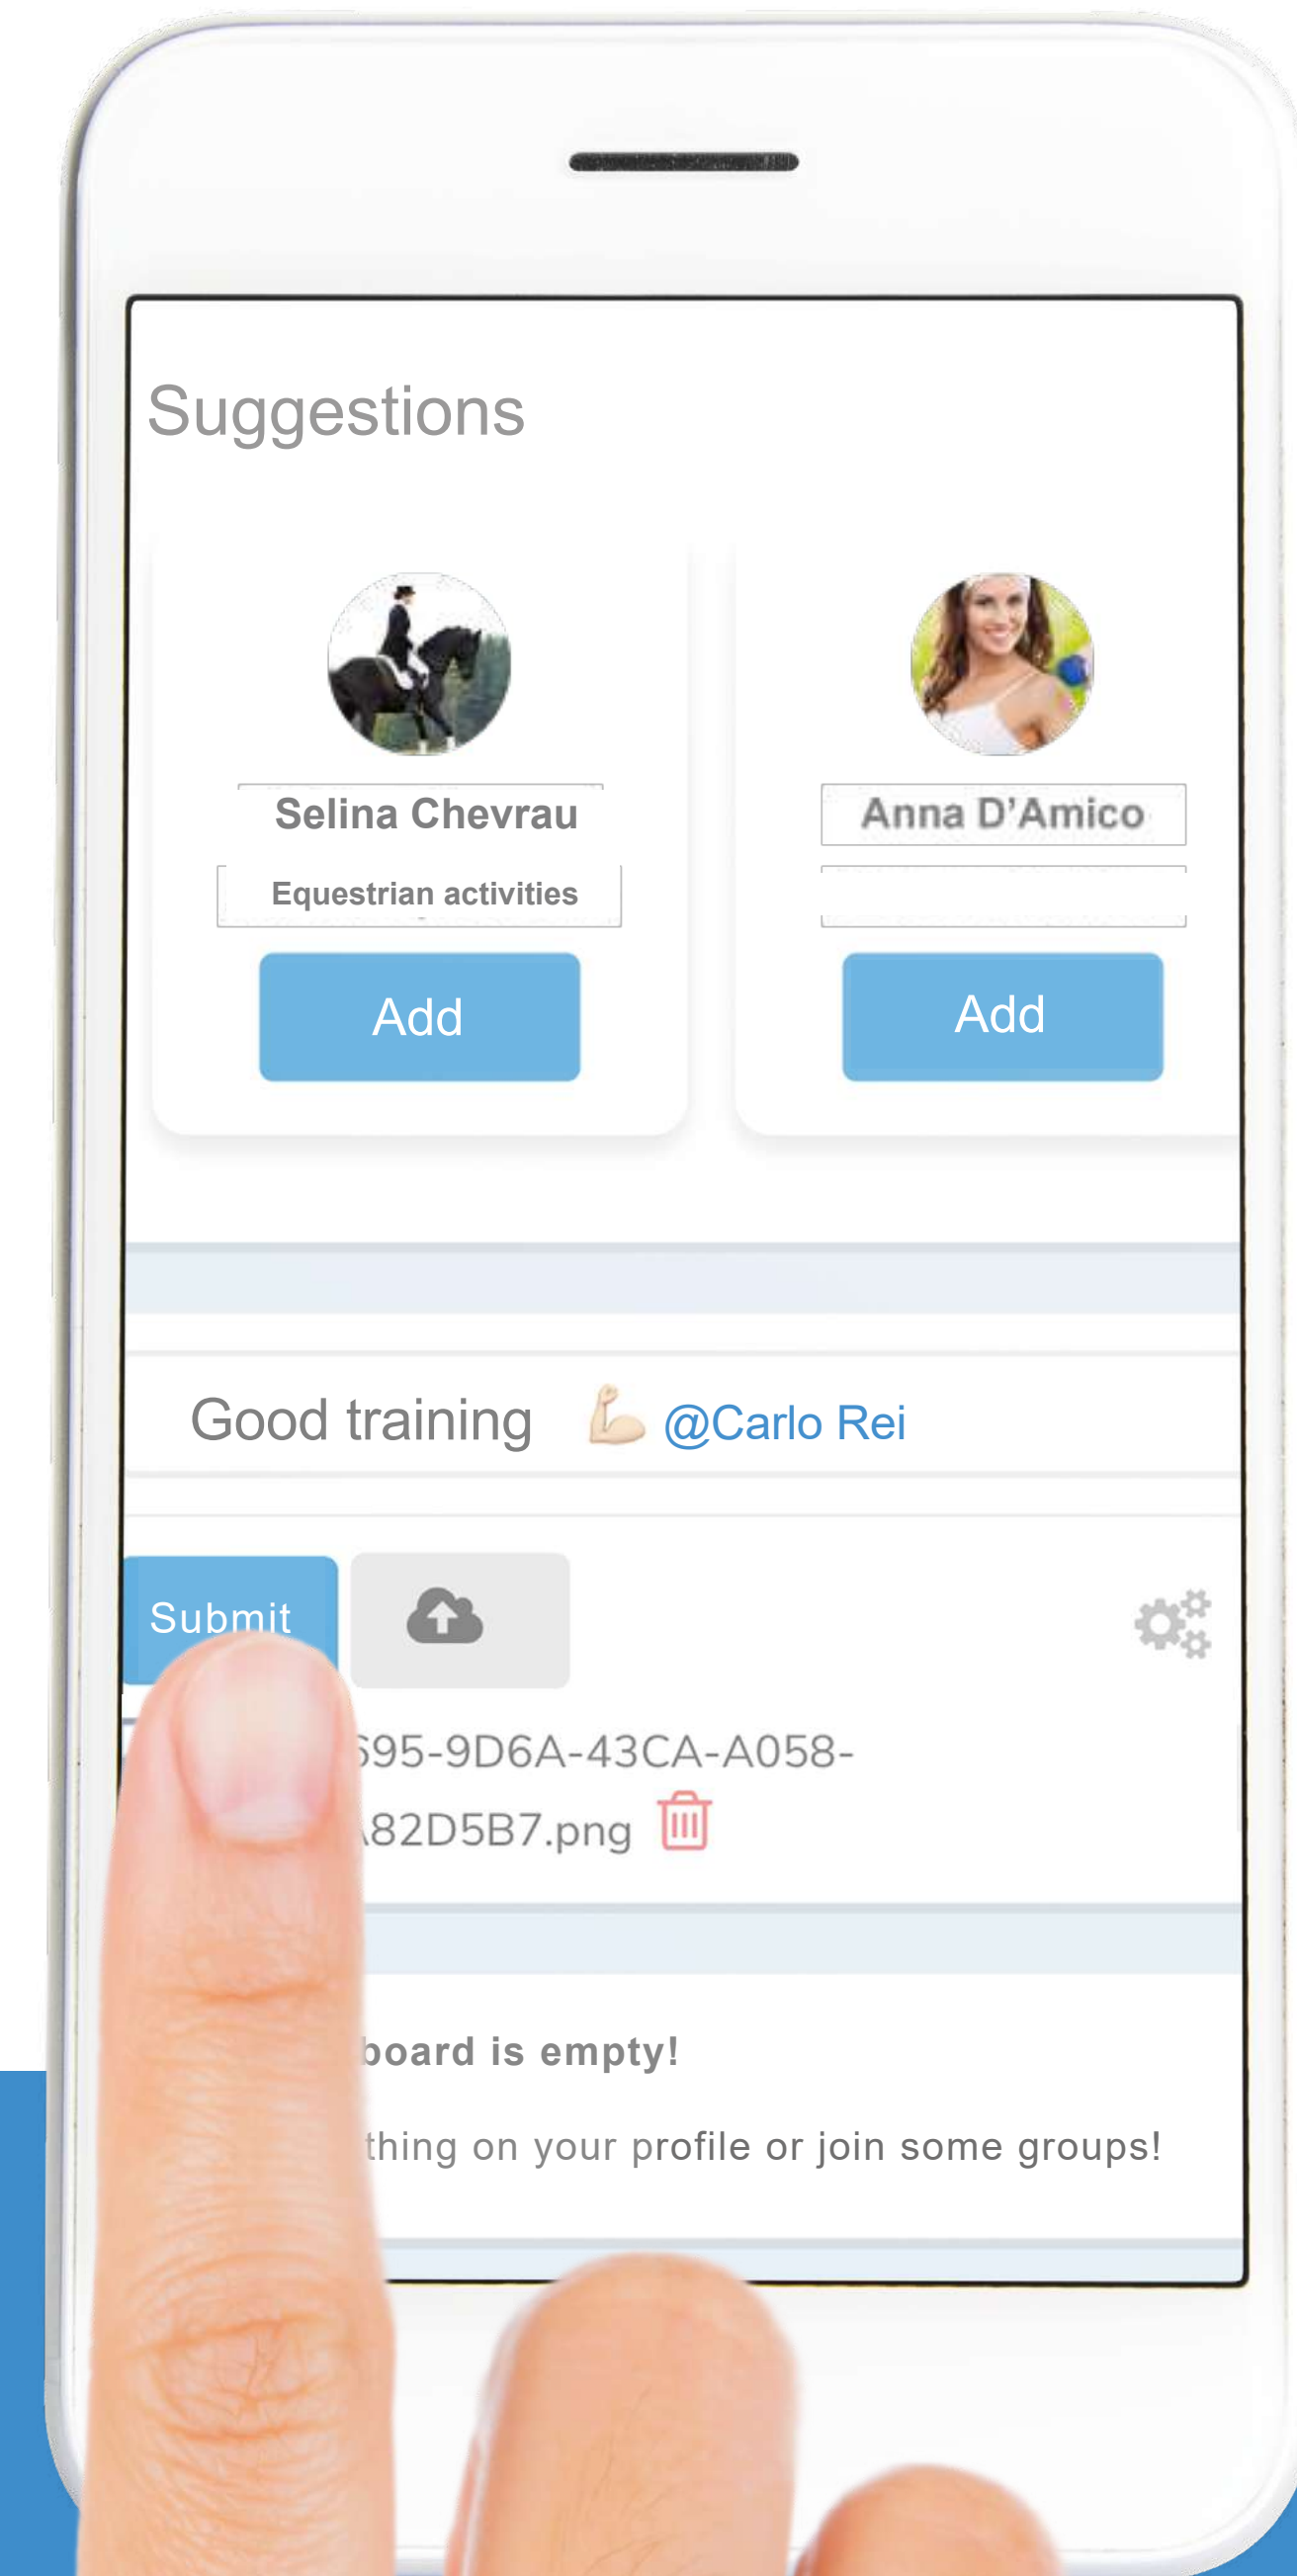 Suggestions
Selina Chevrau
Anna D’Amico
Equestrian activities
Add
Add
Good training 💪🏻 @Carlo Rei
Submit
95-9D6A-43CA-A058-
82D5B7.png
board is empty!
thing on your profile or join some groups!